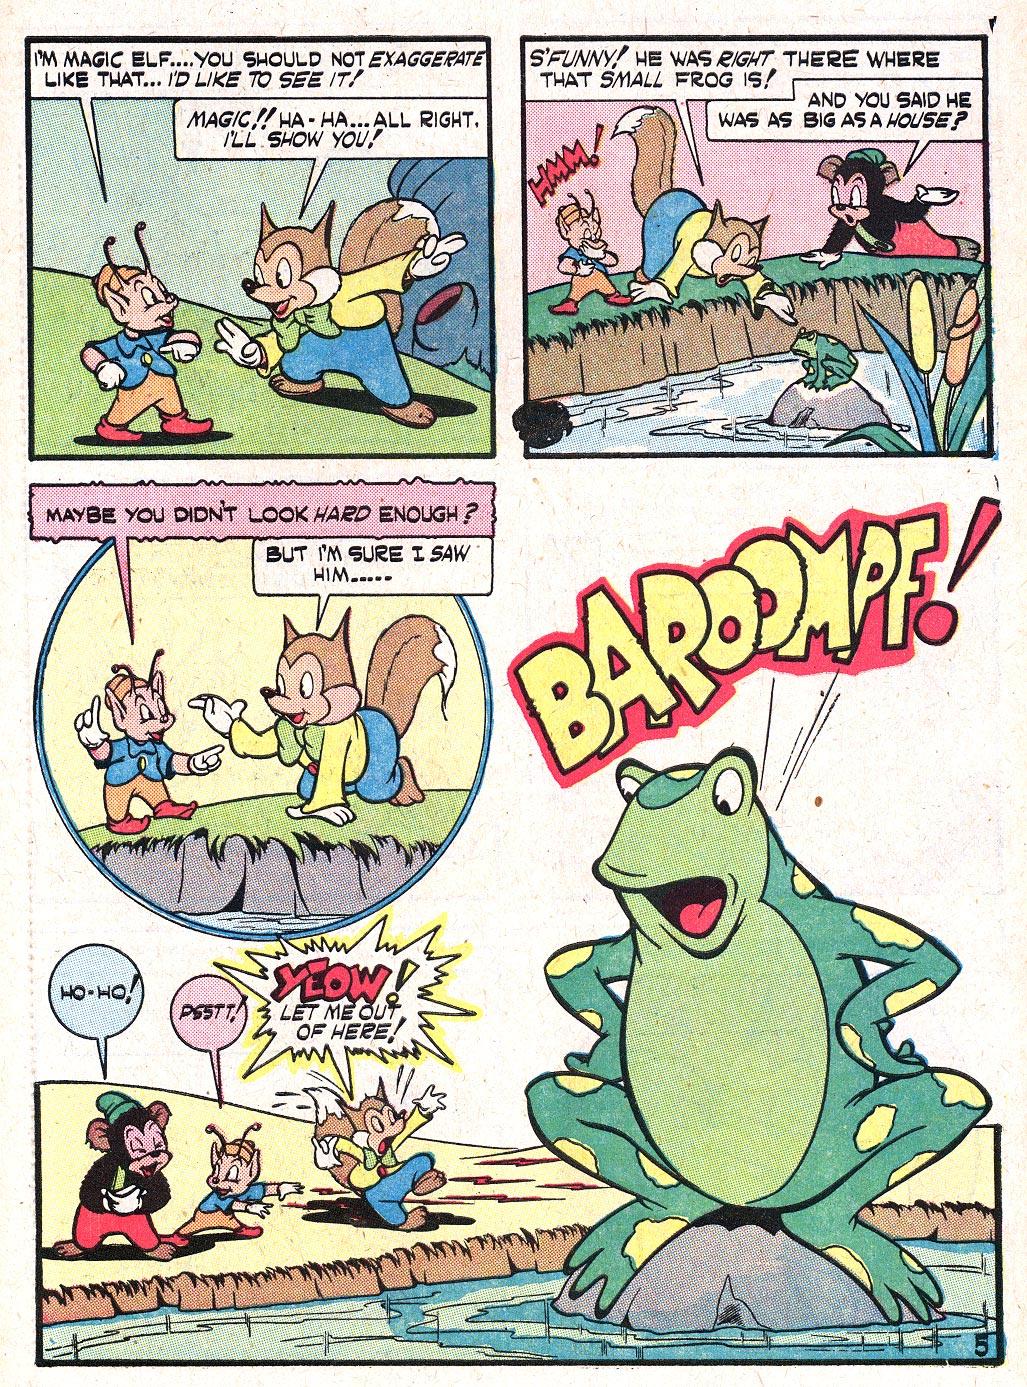 I'M MAGIC ELF....YOU SHOULD NOT EXAGGERATE
LIKE THAT... I'D LIKE TO SEE IT!
MAGIC!! HA-HA...ALL RIGHT,
I'LL SHOW YOU!
S'FUNNY! HE WAS RIGHT THERE WHERE
THAT SMALL FROG IS!
AND YOU SAID HE
WAS AS BIG AS A HOUSE?
HMM!
MAYBE YOU DIDN'T LOOK HARD ENOUGH?
BUT I'M SURE I SAW
HIM.....
BAROOMPF!
HO-HO!
PSSTT!
YEOW!
LET ME OUT
OF HERE!
5